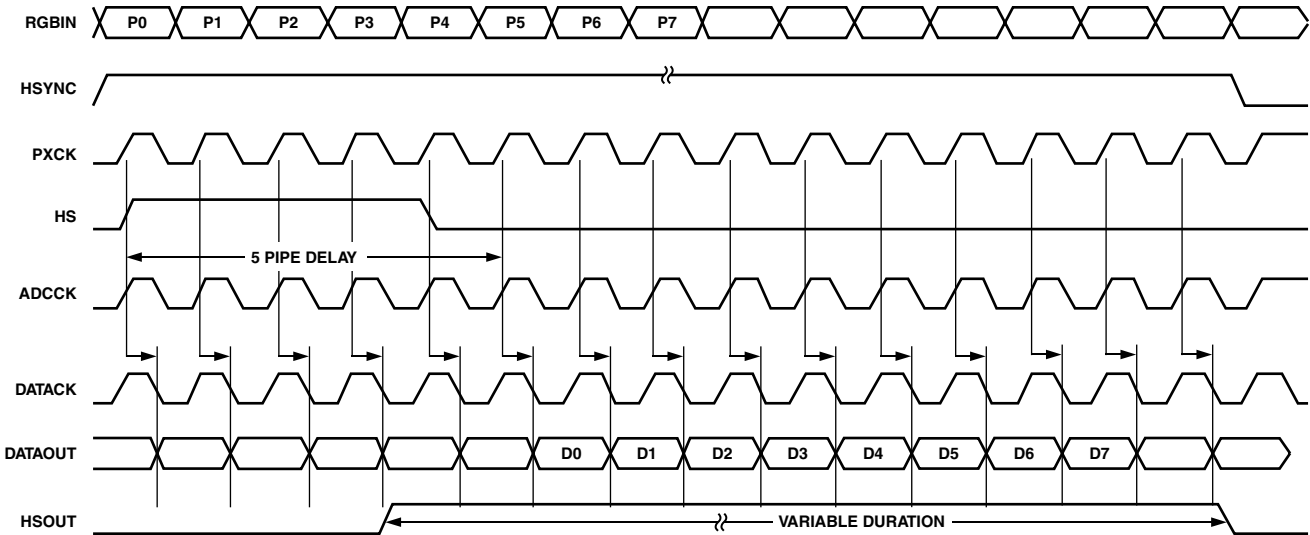 RGBIN P0 P1 P2 P3 P4 P5 P6 P7
HSYNC
PXCK
HS
5 PIPE DELAY
ADCCK
DATACK
DATAOUT D0 D1 D2 D3 D4 D5 D6 D7
HSOUT VARIABLE DURATION